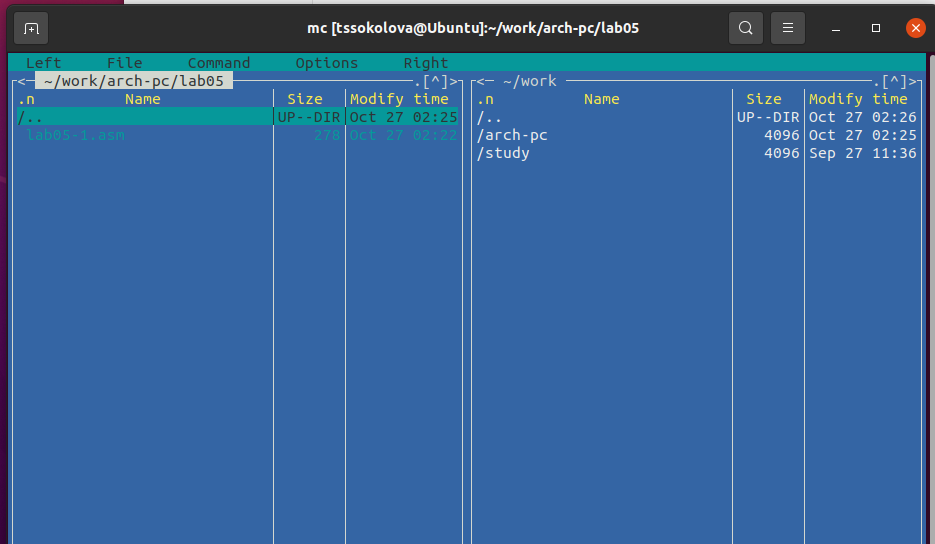 mc [tssokolova@Ubuntu]:~/work/arch-pc/lab05
Left File Command Options Right
<─ ~/work/arch-pc/lab05 ─.[^]>
.n Name Size Modify time
/.. UP--DIR Oct 27 02:25
lab05-1.asm 278 Oct 27 02:22
<─ ~/work ─.[^]>
.n Name Size Modify time
/.. UP--DIR Oct 27 02:26
/arch-pc 4096 Oct 27 02:25
/study 4096 Sep 27 11:36